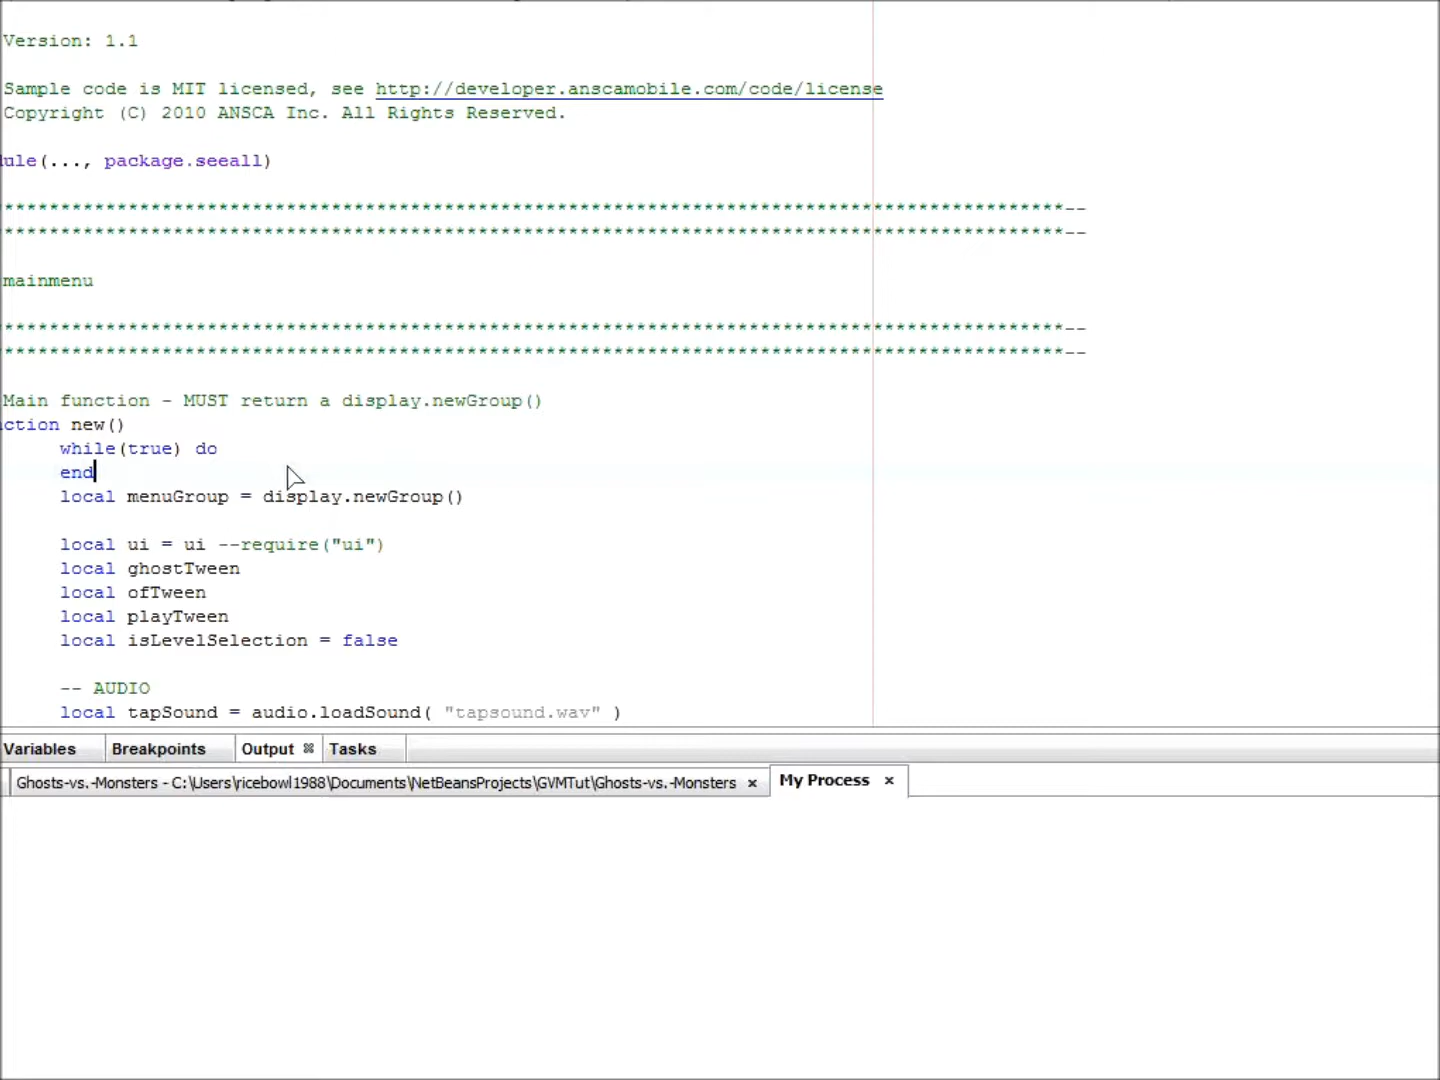 Version: 1.1
Sample code is MIT licensed, see http://developer.anscamobile.com/code/license
Copyright (C) 2010 ANSCA Inc. All Rights Reserved.
ule(..., package.seeall)
mainmenu
Main function - MUST return a display.newGroup()
ction new()
while(true) do
end
local menuGroup = display.newGroup()
local ui = ui --require("ui")
local ghostTween
local ofTween
local playTween
local isLevelSelection = false
-- AUDIO
local tapSound = audio.loadSound( "tapsound.wav" )
Variables Breakpoints Output Tasks
Ghosts-vs.-Monsters - C:\Users\ricebowl1988\Documents\NetBeansProjects\GVMTut\Ghosts-vs.-Monsters My Process